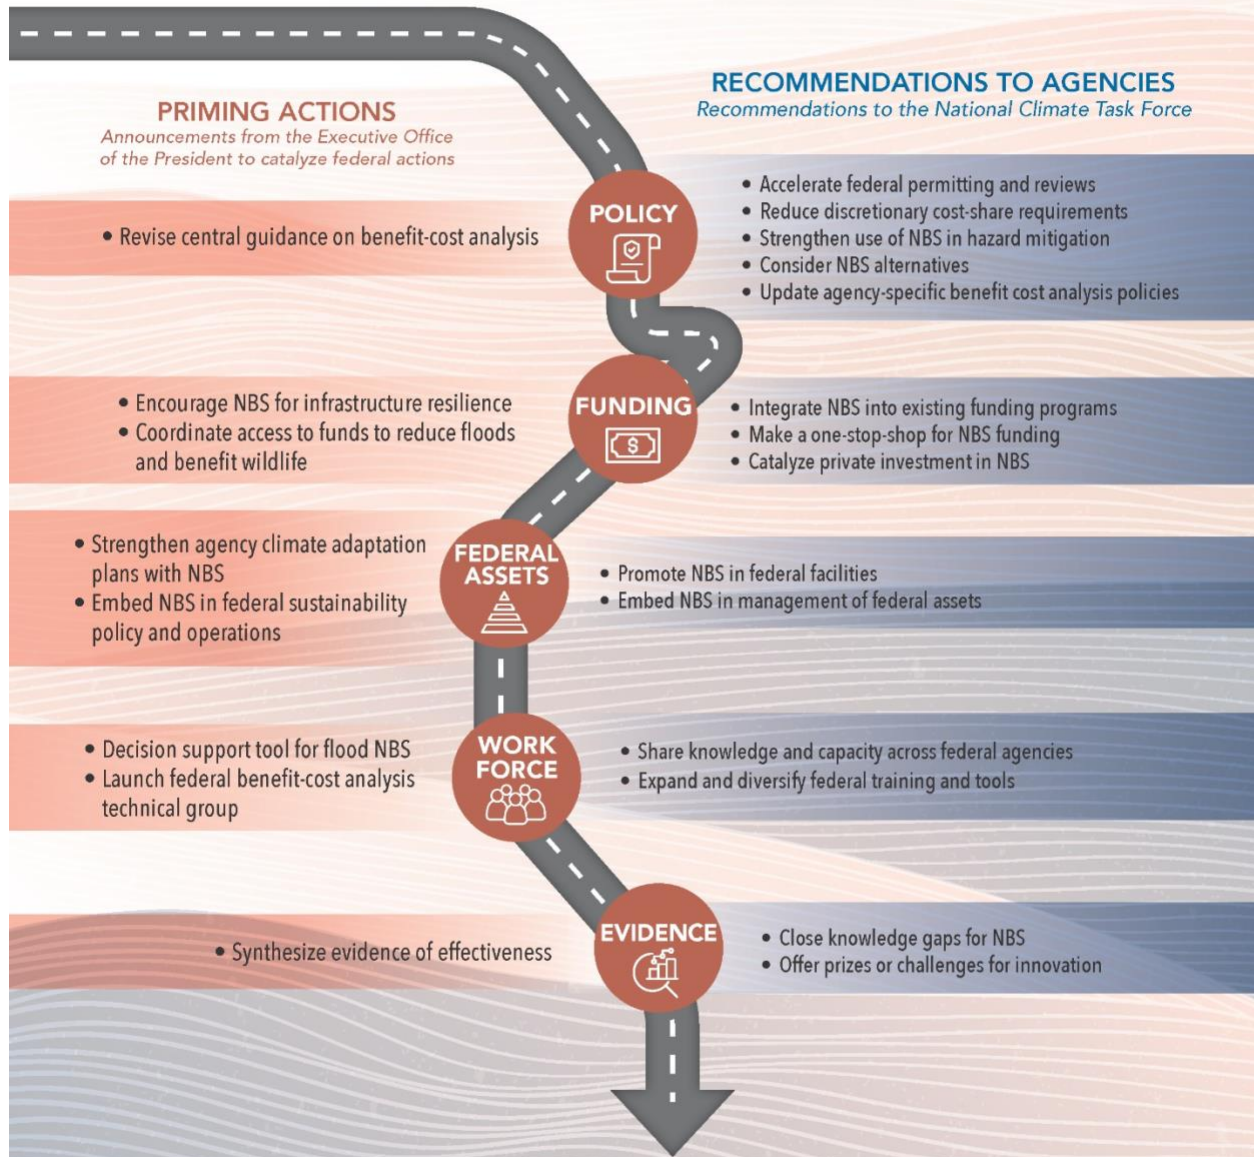 PRIMING ACTIONS
Announcements from the Executive Office
of the President to catalyze federal actions
RECOMMENDATIONS TO AGENCIES
Recommendations to the National Climate Task Force
• Revise central guidance on benefit-cost analysis
POLICY
• Accelerate federal permitting and reviews
• Reduce discretionary cost-share requirements
• Strengthen use of NBS in hazard mitigation
• Consider NBS alternatives
• Update agency-specific benefit cost analysis policies
• Encourage NBS for infrastructure resilience
• Coordinate access to funds to reduce floods
and benefit wildlife
FUNDING
$
• Integrate NBS into existing funding programs
• Make a one-stop-shop for NBS funding
• Catalyze private investment in NBS
• Strengthen agency climate adaptation
plans with NBS
• Embed NBS in federal sustainability
policy and operations
FEDERAL
ASSETS
• Promote NBS in federal facilities
• Embed NBS in management of federal assets
• Decision support tool for flood NBS
• Launch federal benefit-cost analysis
technical group
WORK
FORCE
• Share knowledge and capacity across federal agencies
• Expand and diversify federal training and tools
• Synthesize evidence of effectiveness
EVIDENCE
• Close knowledge gaps for NBS
• Offer prizes or challenges for innovation